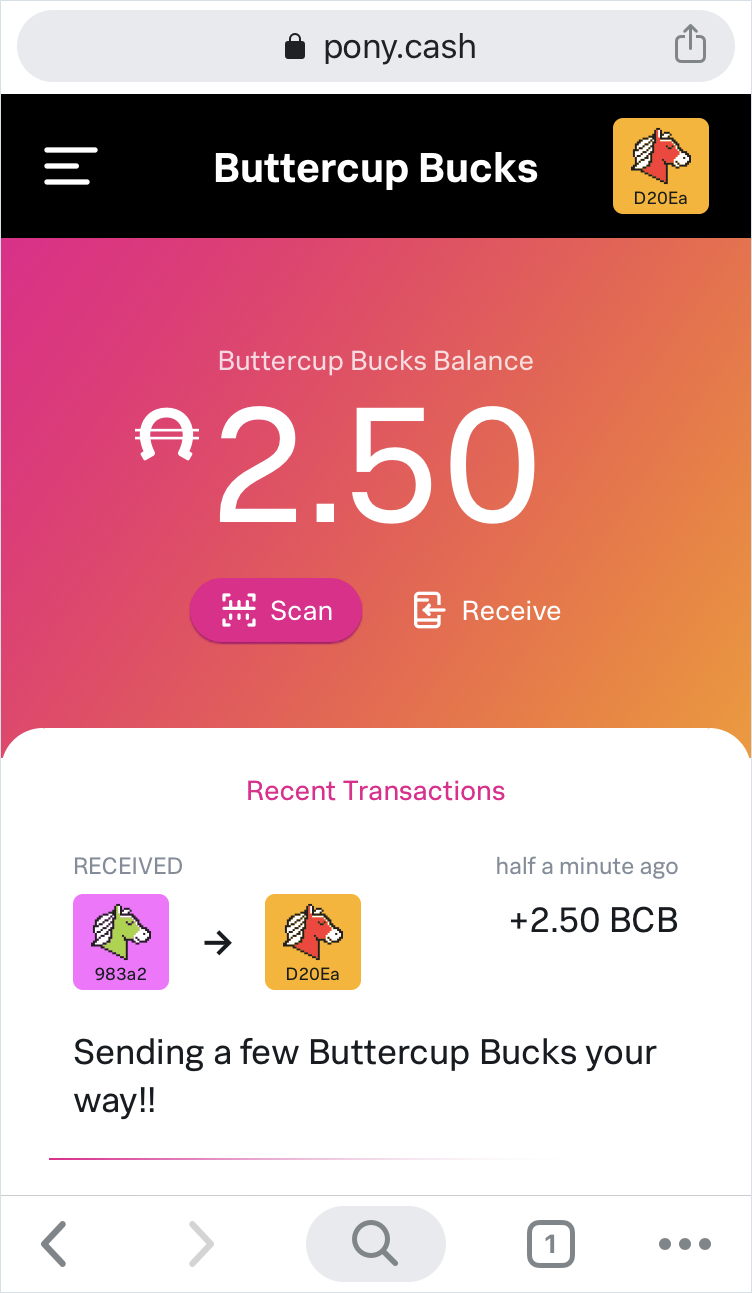 pony.cash
Buttercup Bucks
D20Ea
Buttercup Bucks Balance
2.50
Scan
Receive
Recent Transactions
RECEIVED
half a minute ago
983a2
D20Ea
+2.50 BCB
Sending a few Buttercup Bucks your
way!!
1